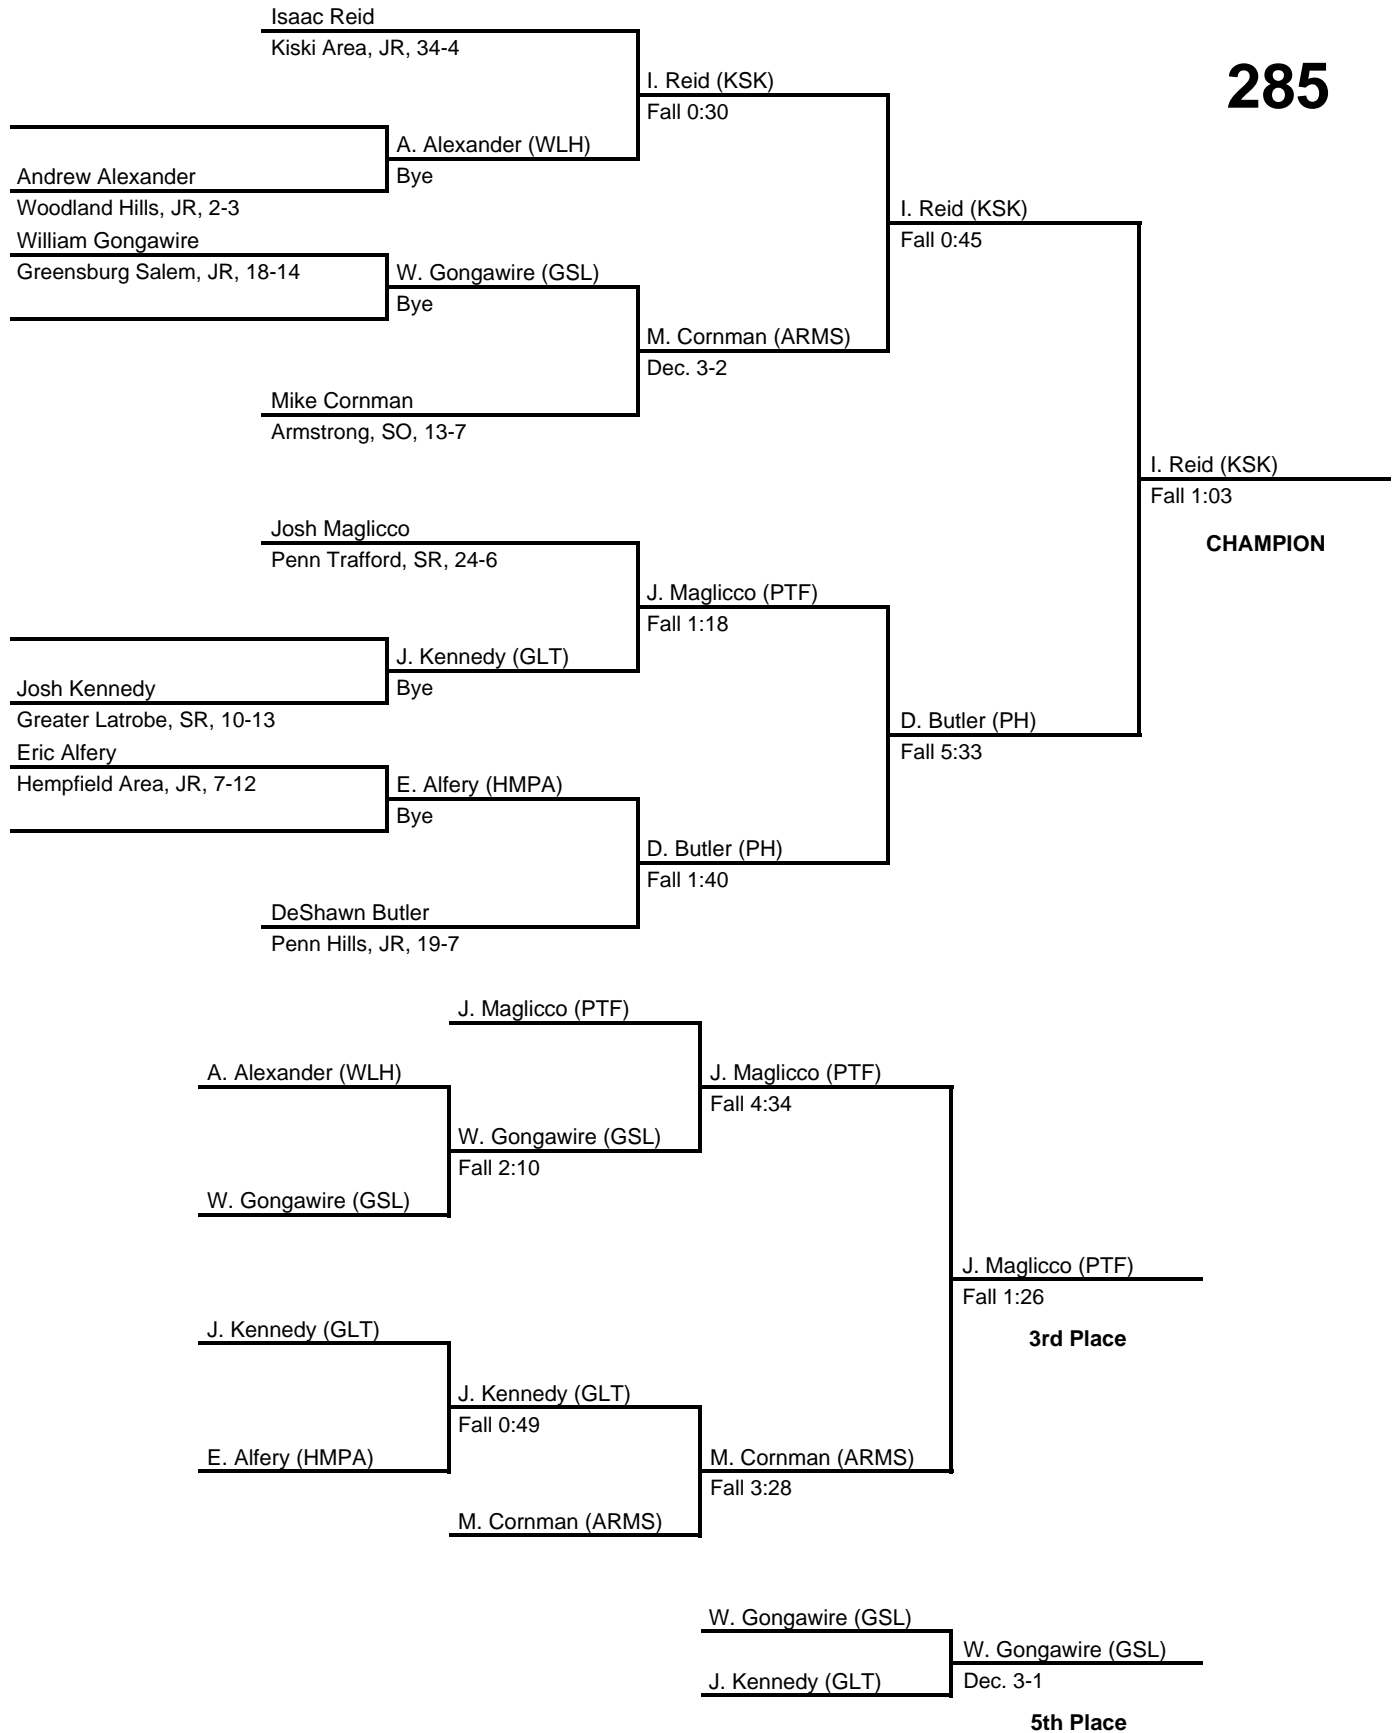 Isaac Reid
Kiski Area, JR, 34-4
285
I. Reid (KSK)
Fall 0:30
A. Alexander (WLH)
Bye
Andrew Alexander
Woodland Hills, JR, 2-3
I. Reid (KSK)
Fall 0:45
William Gongawire
Greensburg Salem, JR, 18-14
W. Gongawire (GSL)
Bye
M. Cornman (ARMS)
Dec. 3-2
Mike Cornman
Armstrong, SO, 13-7
I. Reid (KSK)
Fall 1:03
CHAMPION
Josh Maglicco
Penn Trafford, SR, 24-6
J. Maglicco (PTF)
Fall 1:18
J. Kennedy (GLT)
Bye
Josh Kennedy
Greater Latrobe, SR, 10-13
D. Butler (PH)
Fall 5:33
Eric Alfery
Hempfield Area, JR, 7-12
E. Alfery (HMPA)
Bye
D. Butler (PH)
Fall 1:40
DeShawn Butler
Penn Hills, JR, 19-7
J. Maglicco (PTF)
A. Alexander (WLH)
J. Maglicco (PTF)
Fall 4:34
W. Gongawire (GSL)
Fall 2:10
W. Gongawire (GSL)
J. Maglicco (PTF)
Fall 1:26
3rd Place
J. Kennedy (GLT)
J. Kennedy (GLT)
Fall 0:49
E. Alfery (HMPA)
M. Cornman (ARMS)
Fall 3:28
M. Cornman (ARMS)
W. Gongawire (GSL)
W. Gongawire (GSL)
Dec. 3-1
J. Kennedy (GLT)
5th Place